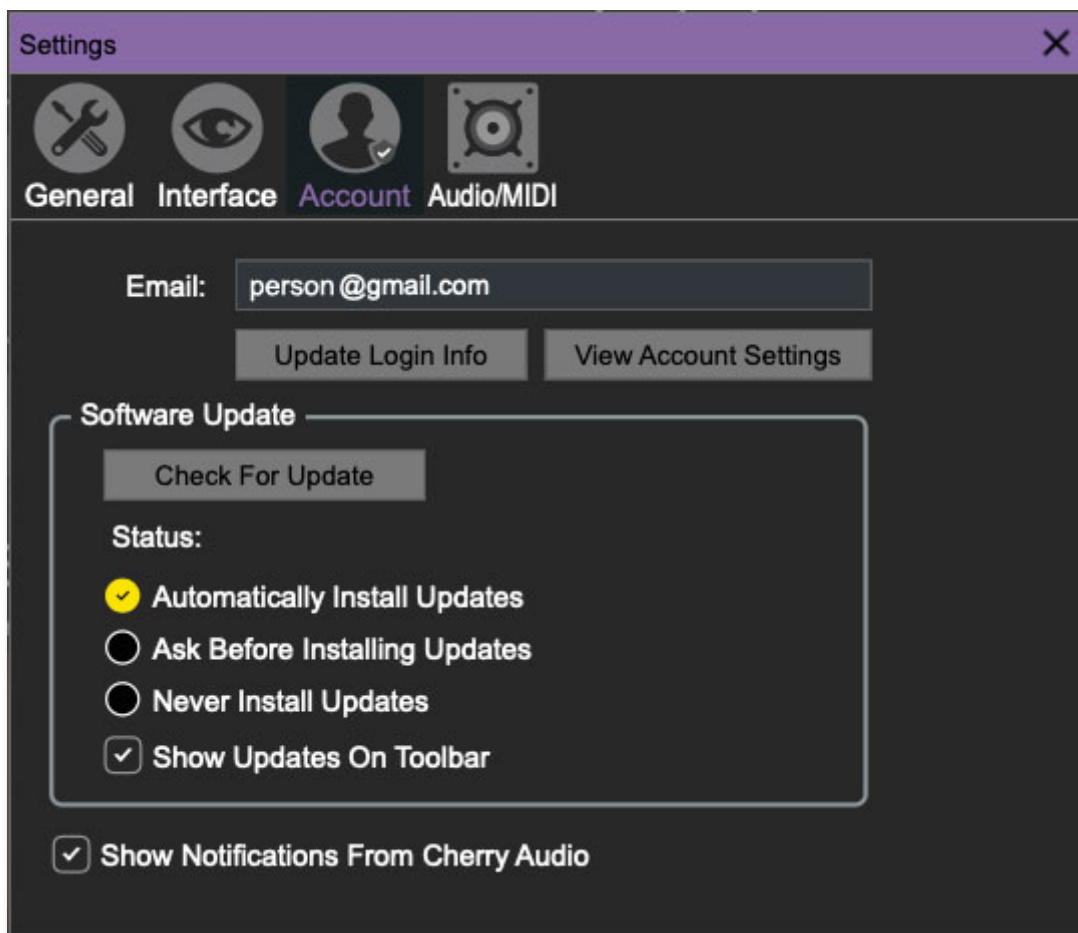 Settings
General Interface Account Audio/MIDI
Email: person@gmail.com
Update Login Info View Account Settings
Software Update
Check For Update
Status:
Automatically Install Updates
Ask Before Installing Updates
Never Install Updates
Show Updates On Toolbar
Show Notifications From Cherry Audio